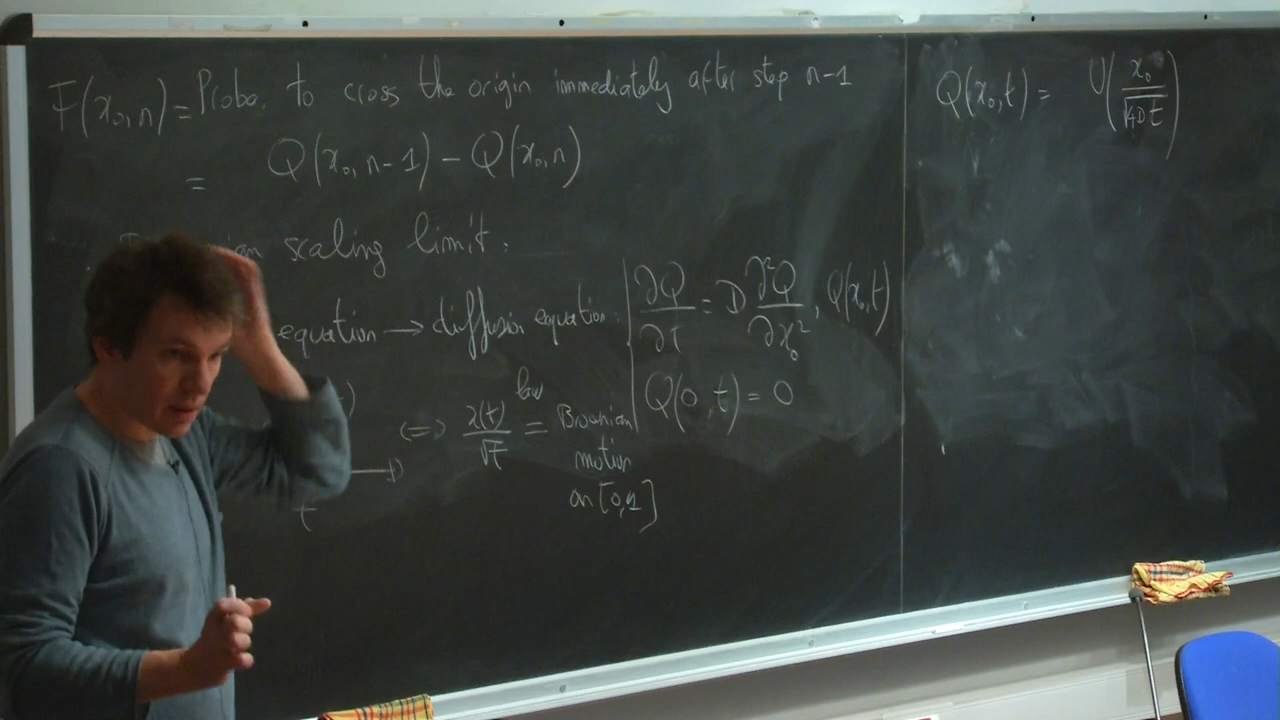 F(x₀,n) = Proba. to cross the origin immediately after step n-1
= Q(x₀, n-1) - Q(x₀, n)
scaling limit :
equation → diffusion equation : ∂Q/∂t = D ∂²Q/∂x₀², Q(x₀,t)
Q(0,t) = 0
⇔ x(t)/√t law = Brownian motion on [0,1]
t
Q(x₀,t) = U(x₀/√4Dt)